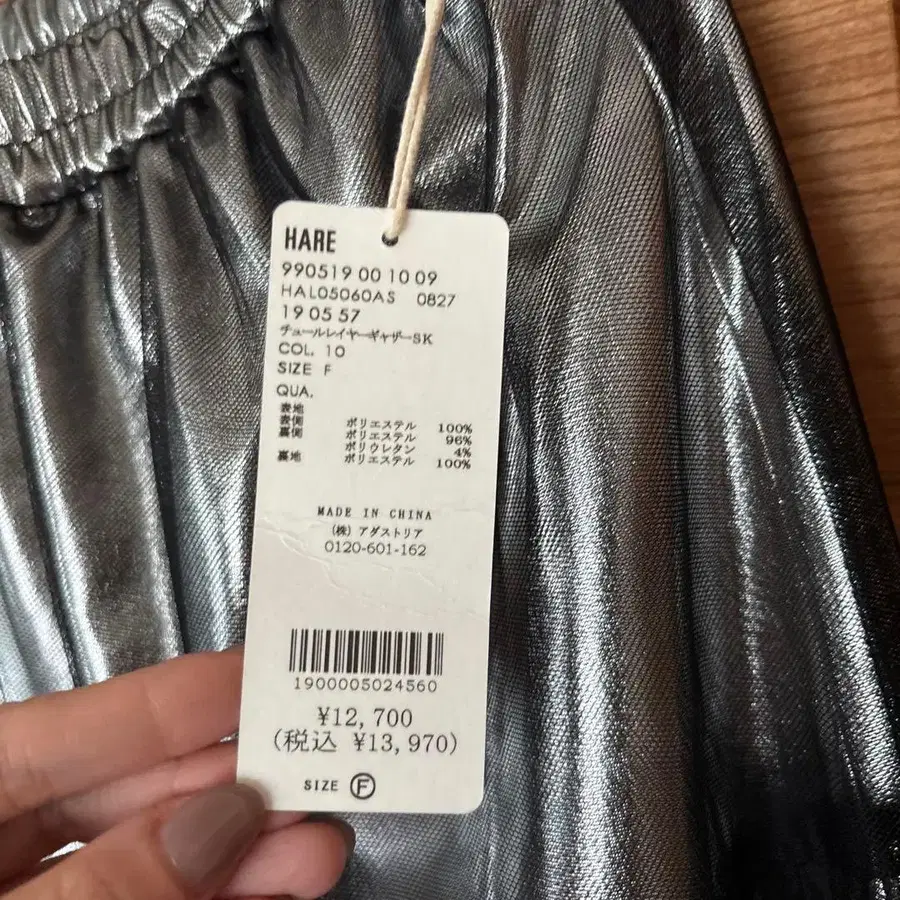 HARE
990519 00 10 09
HAL05060AS 0827
19 05 57
チュールレイヤーギャザーSK
COL. 10
SIZE F
QUA.
表地
表側 ポリエステル 100%
裏側 ポリエステル 96%
ポリウレタン 4%
裏地 ポリエステル 100%
MADE IN CHINA
(株) アダストリア
0120-601-162
1900005024560
¥12,700
(税込 ¥13,970)
SIZE F